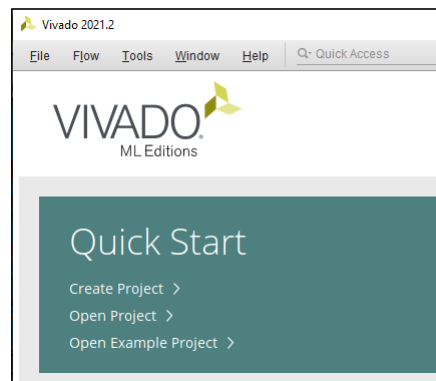 Vivado 2021.2
File Flow Tools Window Help Quick Access
VIVADO.
ML Editions
Quick Start
Create Project >
Open Project >
Open Example Project >